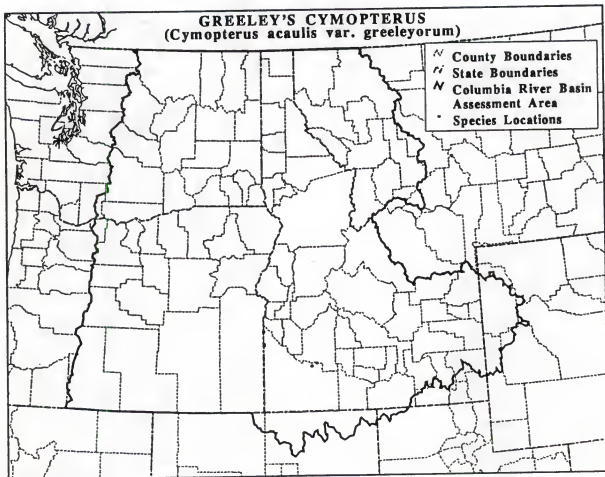 GREELEY'S CYMOPTERUS
(Cymopterus acaulis var. greeleyorum)
County Boundaries
State Boundaries
Columbia River Basin
Assessment Area
Species Locations